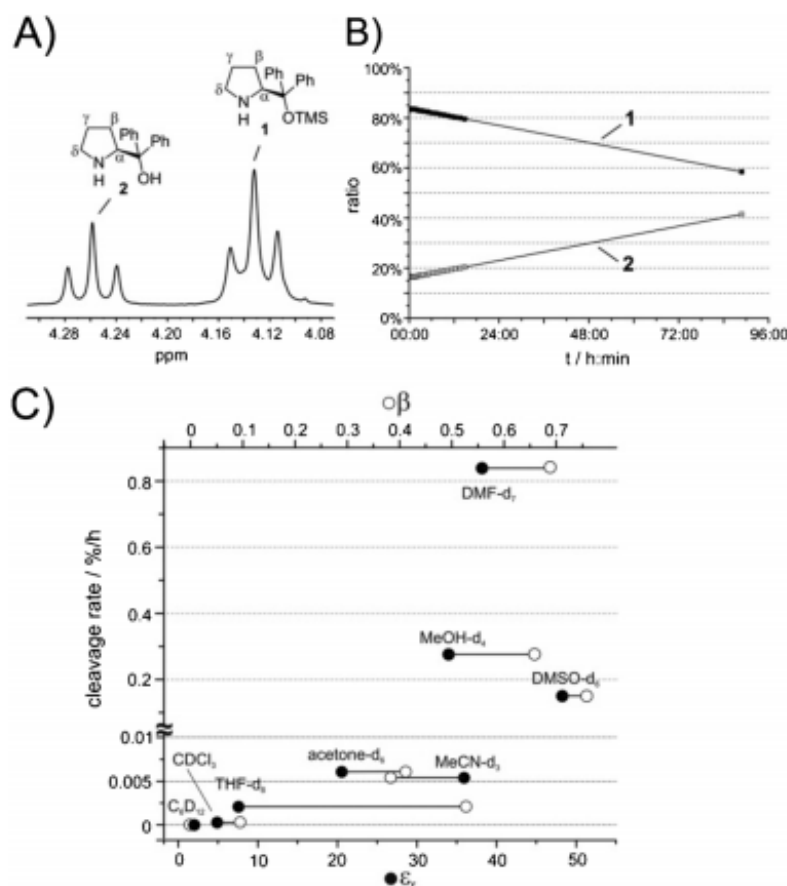 A)
γ
β
Ph
Ph
δ
α
N
H
OTMS
1
γ
β
Ph
Ph
δ
α
N
H
OH
2
4.28 4.24 4.20 4.16 4.12 4.08
ppm
B)
100%
80%
60%
40%
20%
0%
ratio
1
2
00:00 24:00 48:00 72:00 96:00
t / h:min
C)
○β
0 0.1 0.2 0.3 0.4 0.5 0.6 0.7
cleavage rate / %/h
0.8
0.6
0.4
0.2
0.01
0.005
0
DMF-d₇
MeOH-d₄
DMSO-d₆
acetone-d₆
MeCN-d₃
CDCl₃
THF-d₈
C₆D₁₂
0 10 20 30 40 50
●εᵣ